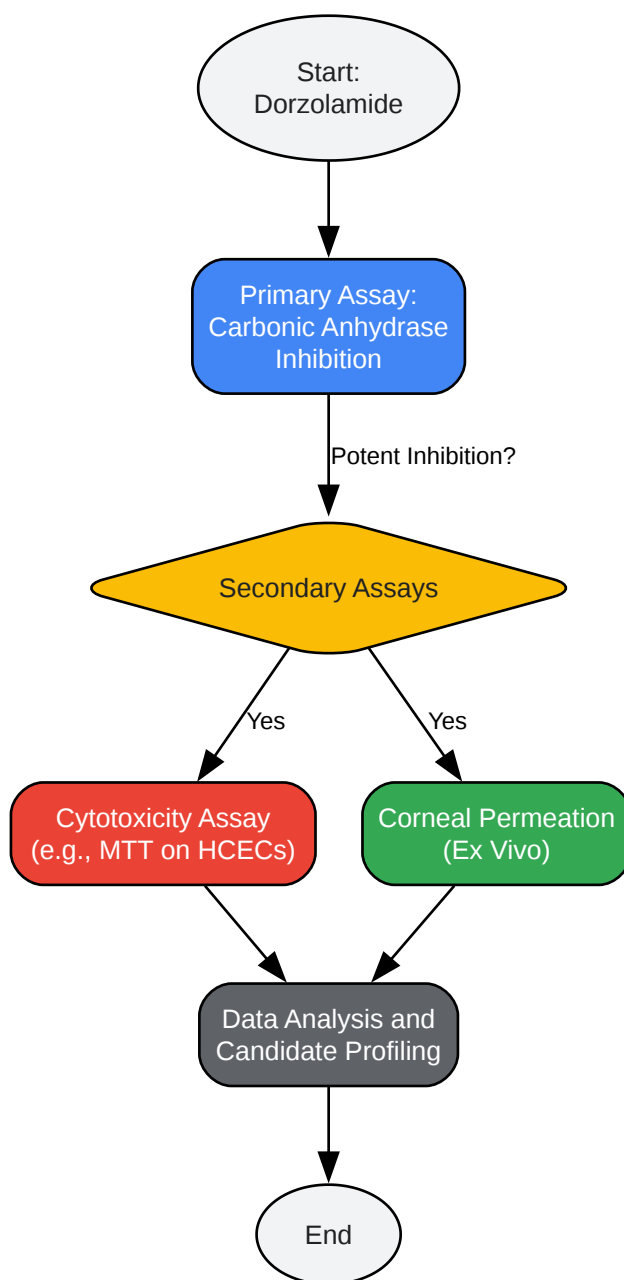 Start:
Dorzolamide
Primary Assay:
Carbonic Anhydrase
Inhibition
Potent Inhibition?
Secondary Assays
Yes
Yes
Cytotoxicity Assay
(e.g., MTT on HCECs)
Corneal Permeation
(Ex Vivo)
Data Analysis and
Candidate Profiling
End